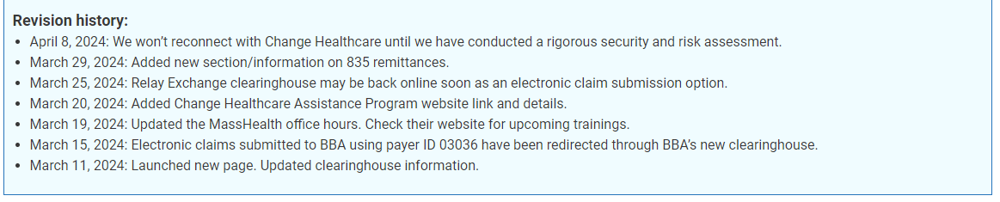 Revision history:
• April 8, 2024: We won’t reconnect with Change Healthcare until we have conducted a rigorous security and risk assessment.
• March 29, 2024: Added new section/information on 835 remittances.
• March 25, 2024: Relay Exchange clearinghouse may be back online soon as an electronic claim submission option.
• March 20, 2024: Added Change Healthcare Assistance Program website link and details.
• March 19, 2024: Updated the MassHealth office hours. Check their website for upcoming trainings.
• March 15, 2024: Electronic claims submitted to BBA using payer ID 03036 have been redirected through BBA’s new clearinghouse.
• March 11, 2024: Launched new page. Updated clearinghouse information.